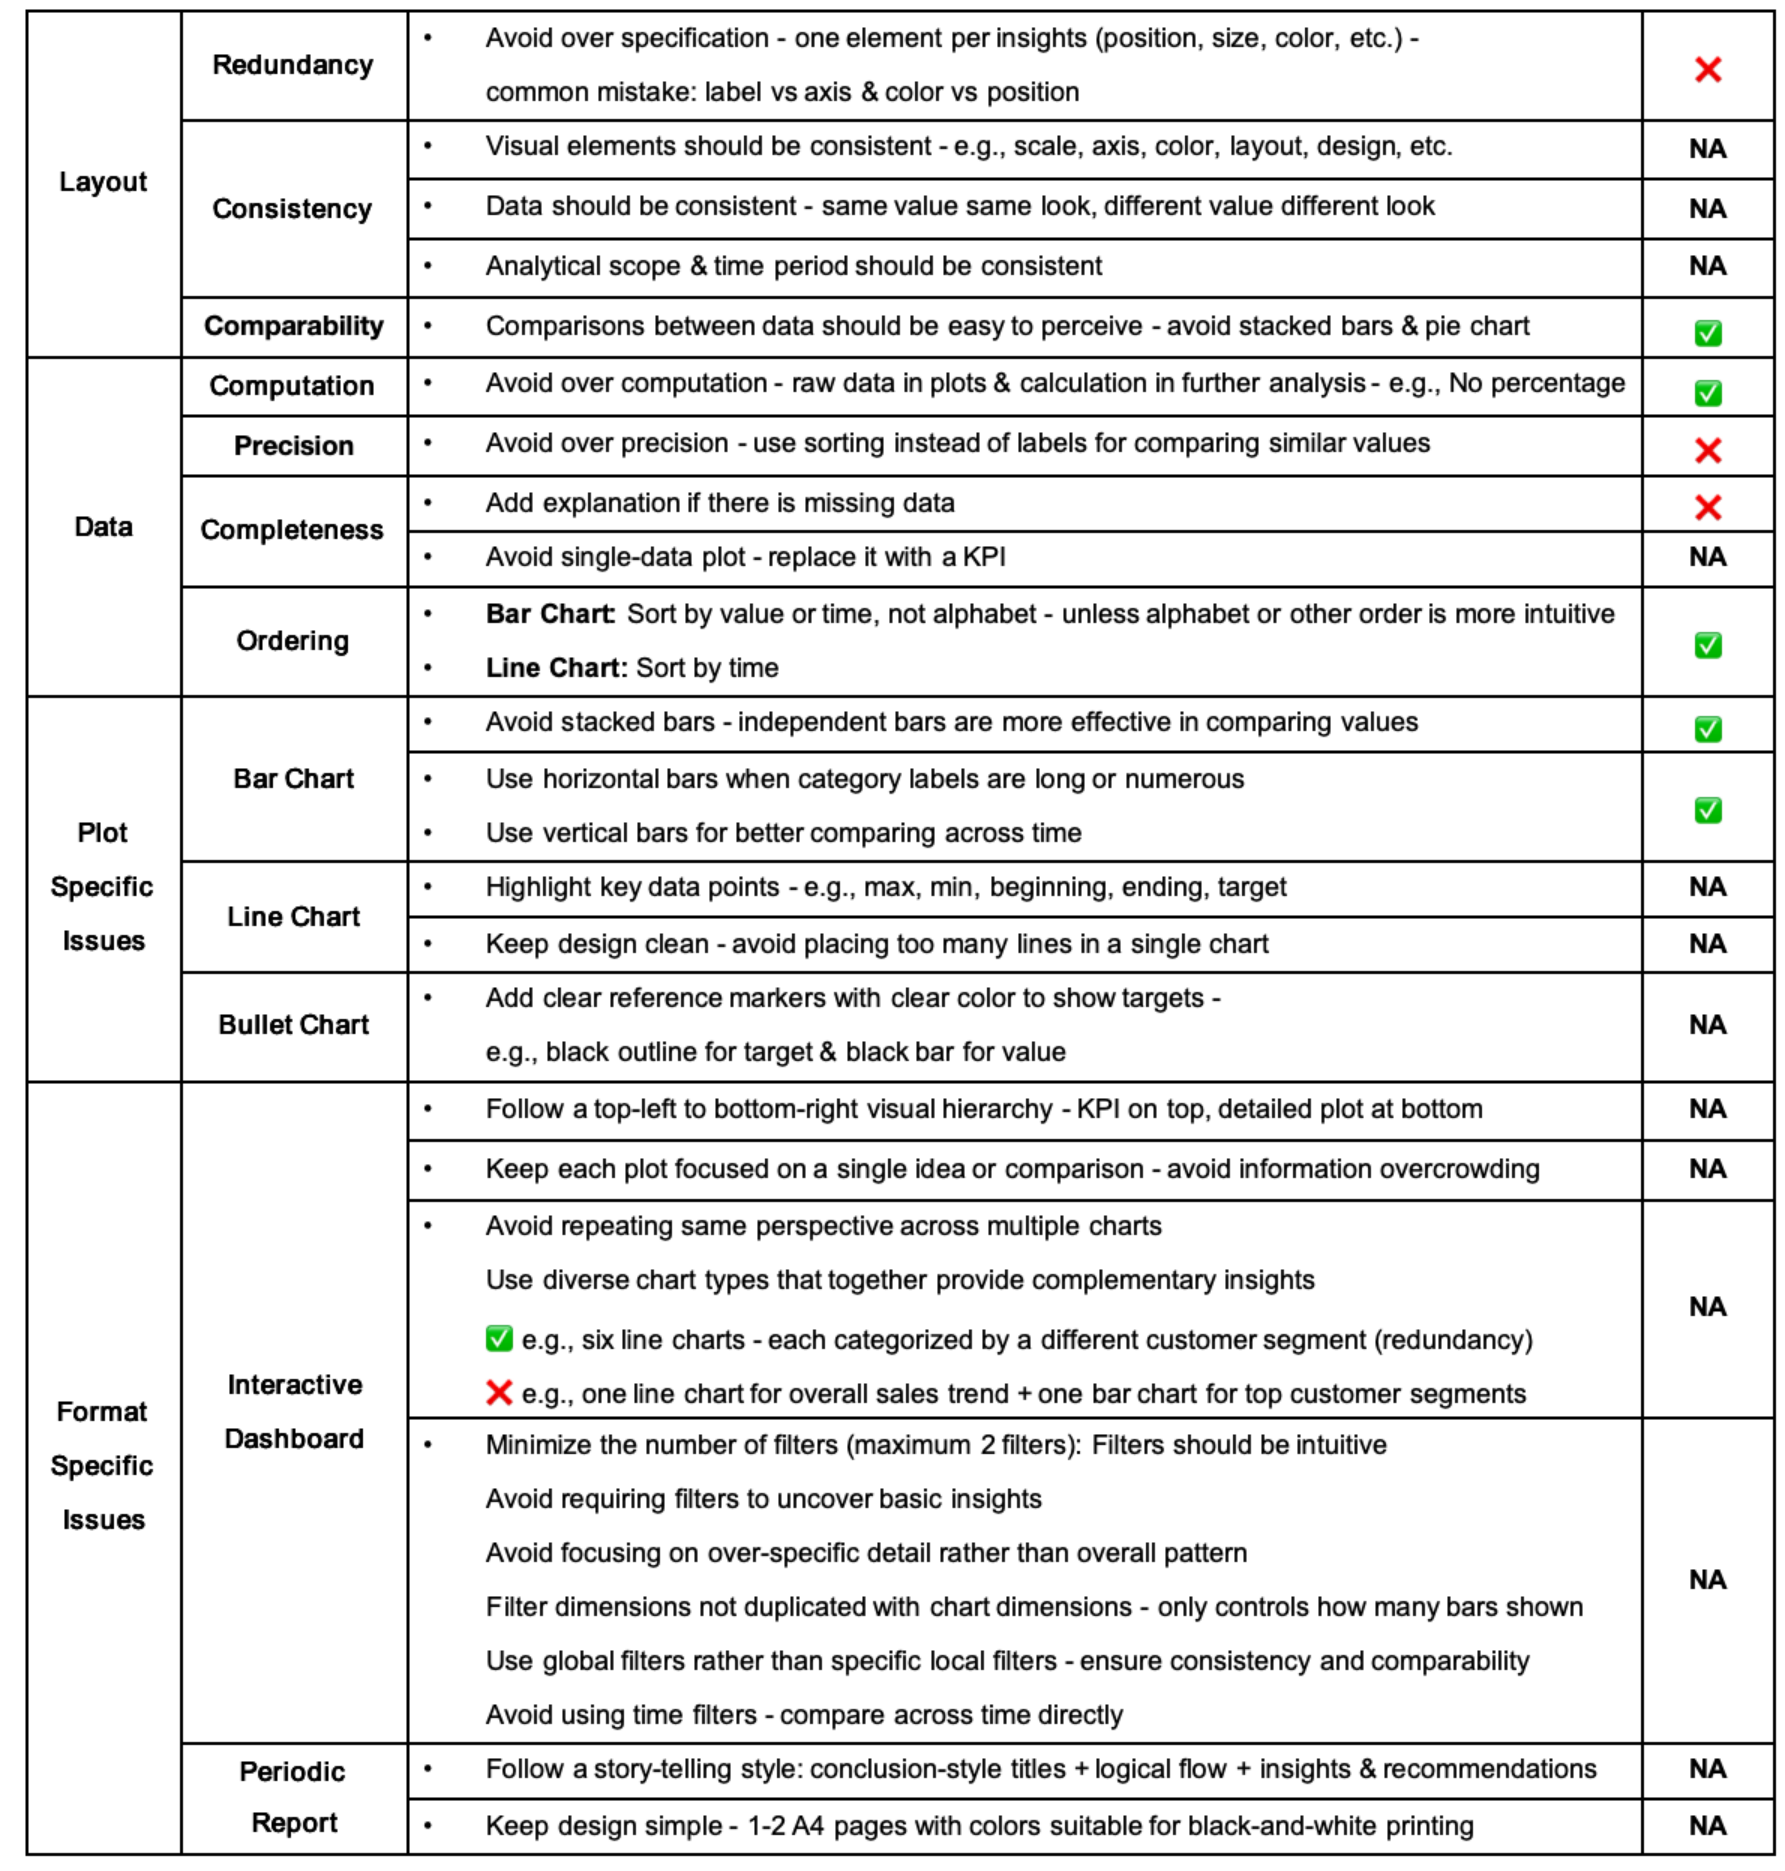 Layout
Redundancy
• Avoid over specification - one element per insights (position, size, color, etc.) -
common mistake: label vs axis & color vs position
❌
Consistency
• Visual elements should be consistent - e.g., scale, axis, color, layout, design, etc.
NA
• Data should be consistent - same value same look, different value different look
NA
• Analytical scope & time period should be consistent
NA
Comparability
• Comparisons between data should be easy to perceive - avoid stacked bars & pie chart
✅
Data
Computation
• Avoid over computation - raw data in plots & calculation in further analysis - e.g., No percentage
✅
Precision
• Avoid over precision - use sorting instead of labels for comparing similar values
❌
Completeness
• Add explanation if there is missing data
❌
• Avoid single-data plot - replace it with a KPI
NA
Ordering
• Bar Chart: Sort by value or time, not alphabet - unless alphabet or other order is more intuitive
• Line Chart: Sort by time
✅
Plot
Specific
Issues
Bar Chart
• Avoid stacked bars - independent bars are more effective in comparing values
✅
• Use horizontal bars when category labels are long or numerous
• Use vertical bars for better comparing across time
✅
Line Chart
• Highlight key data points - e.g., max, min, beginning, ending, target
NA
• Keep design clean - avoid placing too many lines in a single chart
NA
Bullet Chart
• Add clear reference markers with clear color to show targets -
e.g., black outline for target & black bar for value
NA
Format
Specific
Issues
Interactive
Dashboard
• Follow a top-left to bottom-right visual hierarchy - KPI on top, detailed plot at bottom
NA
• Keep each plot focused on a single idea or comparison - avoid information overcrowding
NA
• Avoid repeating same perspective across multiple charts
Use diverse chart types that together provide complementary insights
✅ e.g., six line charts - each categorized by a different customer segment (redundancy)
❌ e.g., one line chart for overall sales trend + one bar chart for top customer segments
NA
• Minimize the number of filters (maximum 2 filters): Filters should be intuitive
Avoid requiring filters to uncover basic insights
Avoid focusing on over-specific detail rather than overall pattern
Filter dimensions not duplicated with chart dimensions - only controls how many bars shown
Use global filters rather than specific local filters - ensure consistency and comparability
Avoid using time filters - compare across time directly
NA
Periodic
Report
• Follow a story-telling style: conclusion-style titles + logical flow + insights & recommendations
NA
• Keep design simple - 1-2 A4 pages with colors suitable for black-and-white printing
NA